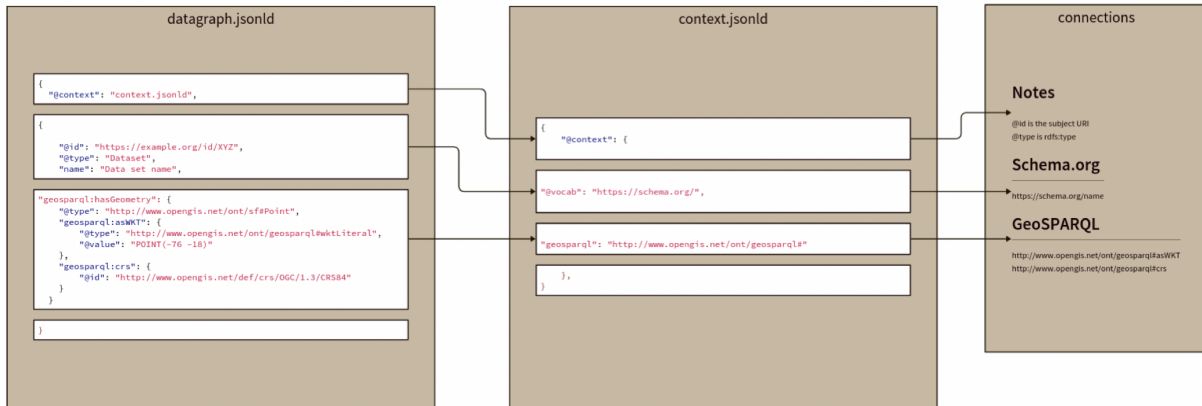 datagraph.jsonld
{
"@context": "context.jsonld",
{
"@id": "https://example.org/id/XYZ",
"@type": "Dataset",
"name": "Data set name",
"geosparql:hasGeometry": {
"@type": "http://www.opengis.net/ont/sf#Point",
"geosparql:asWKT": {
"@type": "http://www.opengis.net/ont/geosparql#wktLiteral",
"@value": "POINT(-76 -18)"
},
"geosparql:crs": {
"@id": "http://www.opengis.net/def/crs/OGC/1.3/CRS84"
}
}
}
context.jsonld
{
"@context": {
"@vocab": "https://schema.org/",
"geosparql": "http://www.opengis.net/ont/geosparql#"
},
}
connections
Notes
@id is the subject URI
@type is rdfs:type
Schema.org
https://schema.org/name
GeoSPARQL
http://www.opengis.net/ont/geosparql#asWKT
http://www.opengis.net/ont/geosparql#crs